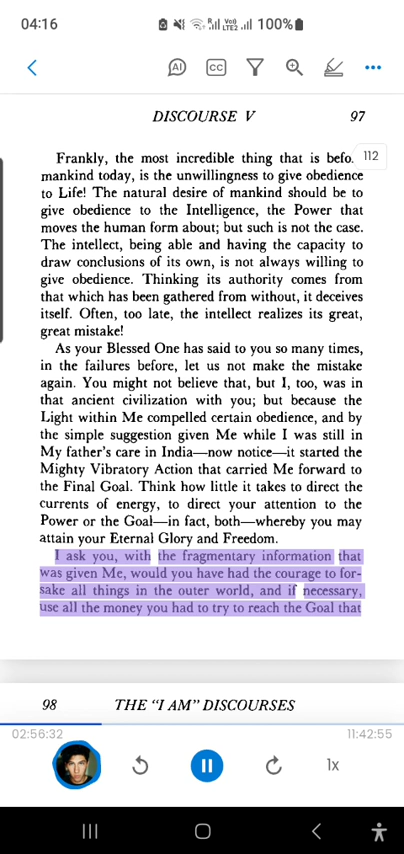 04:16
Vo))
LTE2
100%
AI
CC
DISCOURSE V 97
112
Frankly, the most incredible thing that is befo
mankind today, is the unwillingness to give obedience
to Life! The natural desire of mankind should be to
give obedience to the Intelligence, the Power that
moves the human form about; but such is not the case.
The intellect, being able and having the capacity to
draw conclusions of its own, is not always willing to
give obedience. Thinking its authority comes from
that which has been gathered from without, it deceives
itself. Often, too late, the intellect realizes its great,
great mistake!
As your Blessed One has said to you so many times,
in the failures before, let us not make the mistake
again. You might not believe that, but I, too, was in
that ancient civilization with you; but because the
Light within Me compelled certain obedience, and by
the simple suggestion given Me while I was still in
My father's care in India—now notice—it started the
Mighty Vibratory Action that carried Me forward to
the Final Goal. Think how little it takes to direct the
currents of energy, to direct your attention to the
Power or the Goal—in fact, both—whereby you may
attain your Eternal Glory and Freedom.
I ask you, with the fragmentary information that
was given Me, would you have had the courage to for-
sake all things in the outer world, and if necessary,
use all the money you had to try to reach the Goal that
98 THE "I AM" DISCOURSES
02:56:32 11:42:55
1x